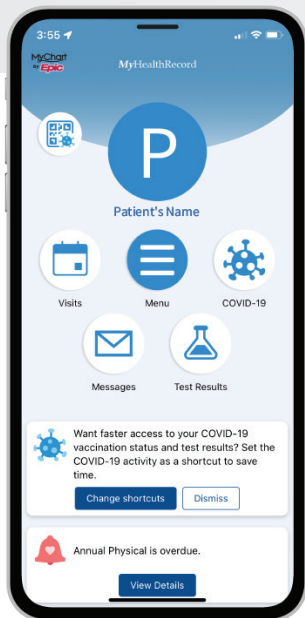 3:55
MyChart
by Epic
MyHealthRecord
P
Patient's Name
Visits
Menu
COVID-19
Messages
Test Results
Want faster access to your COVID-19
vaccination status and test results? Set the
COVID-19 activity as a shortcut to save
time.
Change shortcuts
Dismiss
Annual Physical is overdue.
View Details